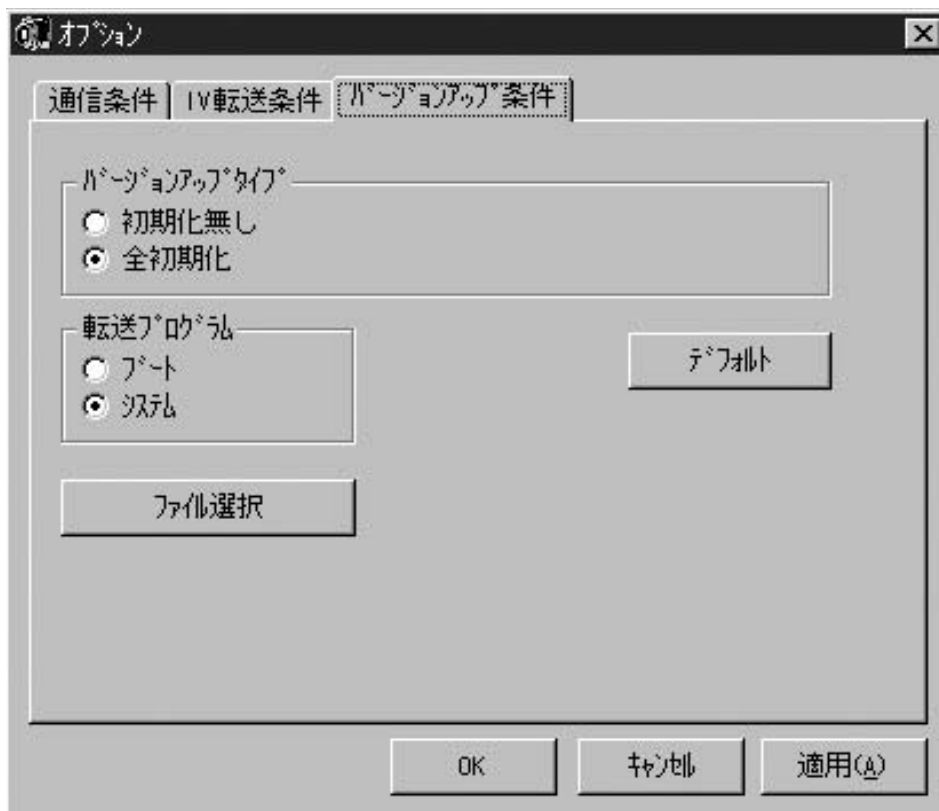 ｵﾌﾟｼｮﾝ
通信条件 IV転送条件 ﾊﾞｰｼﾞｮﾝｱｯﾌﾟ条件
ﾊﾞｰｼﾞｮﾝｱｯﾌﾟﾀｲﾌﾟ
初期化無し
全初期化
転送ﾌﾟﾛｸﾞﾗﾑ
ﾌﾞｰﾄ
ｼｽﾃﾑ
ﾃﾞﾌｫﾙﾄ
ﾌｧｲﾙ選択
OK ｷｬﾝｾﾙ 適用(A)